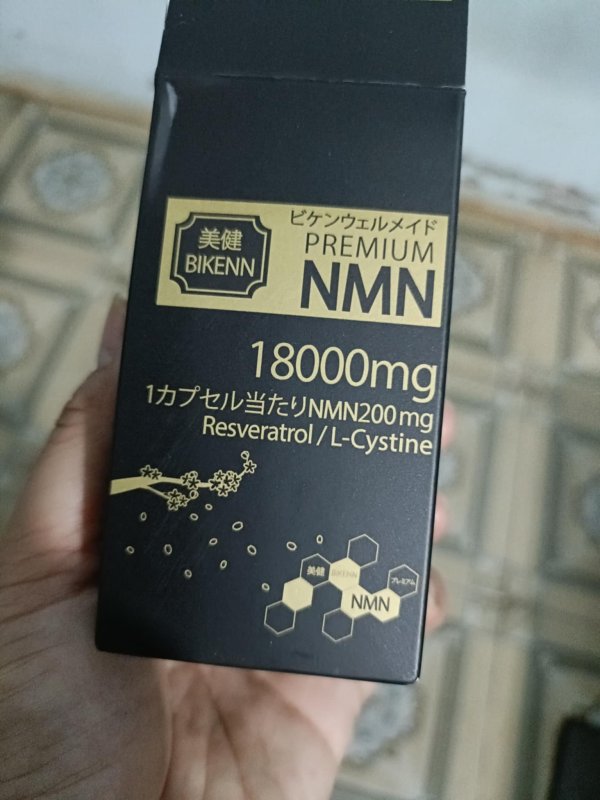 美健
BIKENN
ビケンウェルメイド
PREMIUM
NMN
18000mg
1カプセル当たりNMN200mg
Resveratrol / L-Cystine
美健
BIKENN
プレミアム
NMN